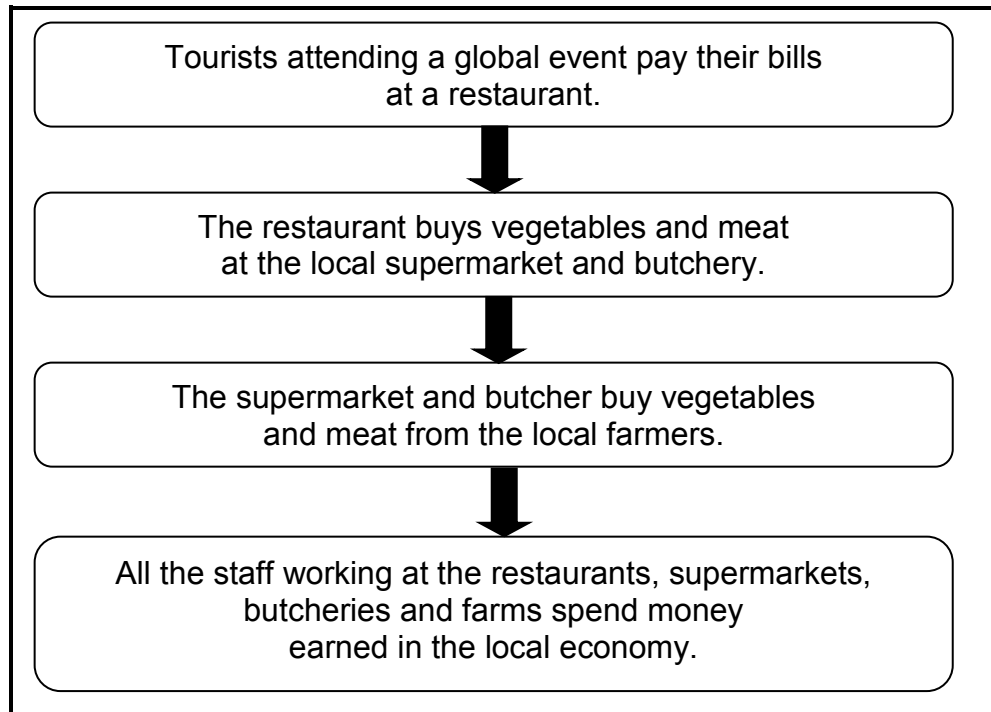 Tourists attending a global event pay their bills
at a restaurant.
The restaurant buys vegetables and meat
at the local supermarket and butchery.
The supermarket and butcher buy vegetables
and meat from the local farmers.
All the staff working at the restaurants, supermarkets,
butcheries and farms spend money
earned in the local economy.